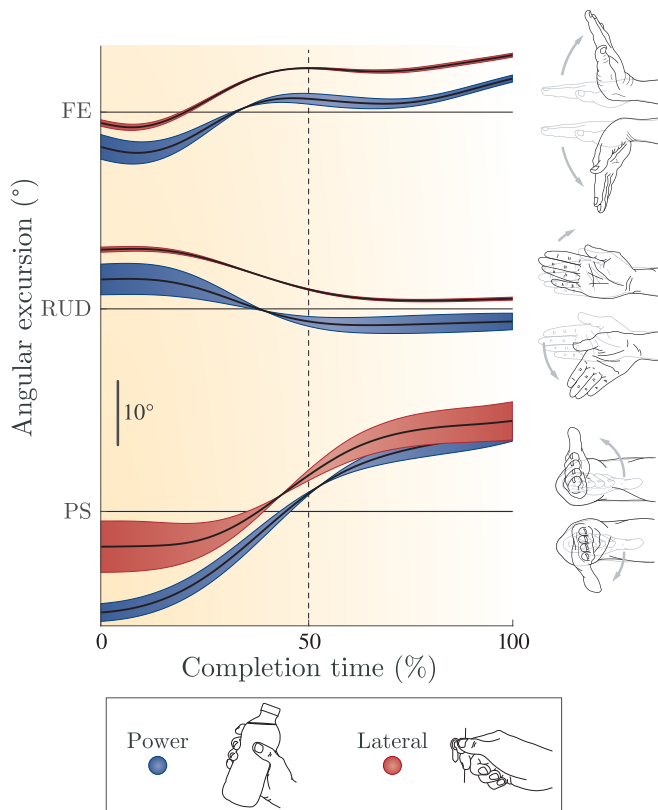 Angular excursion (°)
FE
RUD
10°
PS
0
50
100
Completion time (%)
Power
Lateral